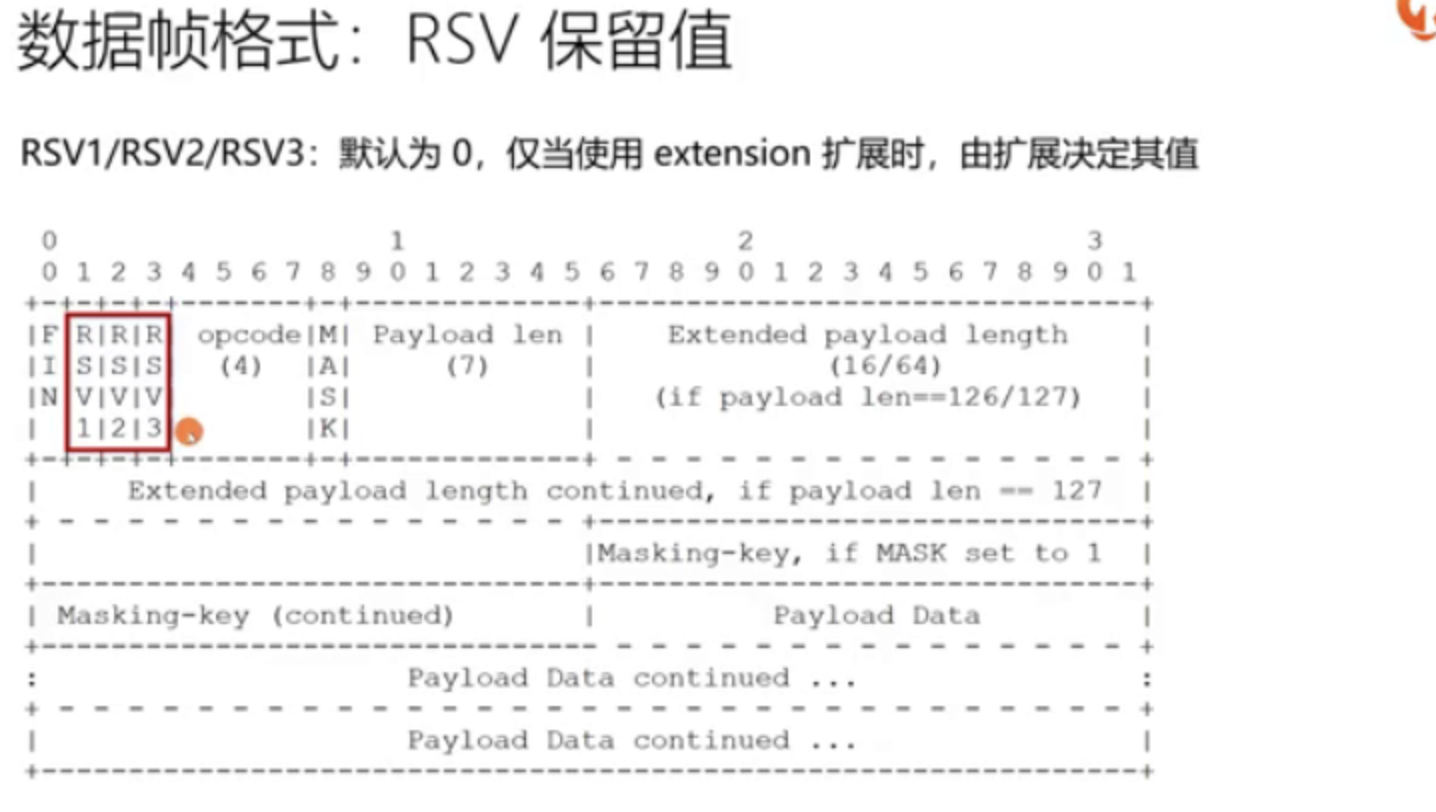 数据帧格式：RSV 保留值
RSV1/RSV2/RSV3：默认为 0，仅当使用 extension 扩展时，由扩展决定其值
 0                   1                   2                   3
 0 1 2 3 4 5 6 7 8 9 0 1 2 3 4 5 6 7 8 9 0 1 2 3 4 5 6 7 8 9 0 1
+-+-+-+-+-------+-+-------------+-------------------------------+
|F|R|R|R| opcode|M| Payload len |    Extended payload length    |
|I|S|S|S|  (4)  |A|     (7)     |             (16/64)           |
|N|V|V|V|       |S|             |   (if payload len==126/127)   |
| |1|2|3|       |K|             |                               |
+-+-+-+-+-------+-+-------------+ - - - - - - - - - - - - - - - +
|     Extended payload length continued, if payload len == 127  |
+ - - - - - - - - - - - - - - - +-------------------------------+
|                               |Masking-key, if MASK set to 1  |
+-------------------------------+-------------------------------+
| Masking-key (continued)       |          Payload Data         |
+-------------------------------- - - - - - - - - - - - - - - - +
:                     Payload Data continued ...                :
+ - - - - - - - - - - - - - - - - - - - - - - - - - - - - - - - +
|                     Payload Data continued ...                |
+---------------------------------------------------------------+